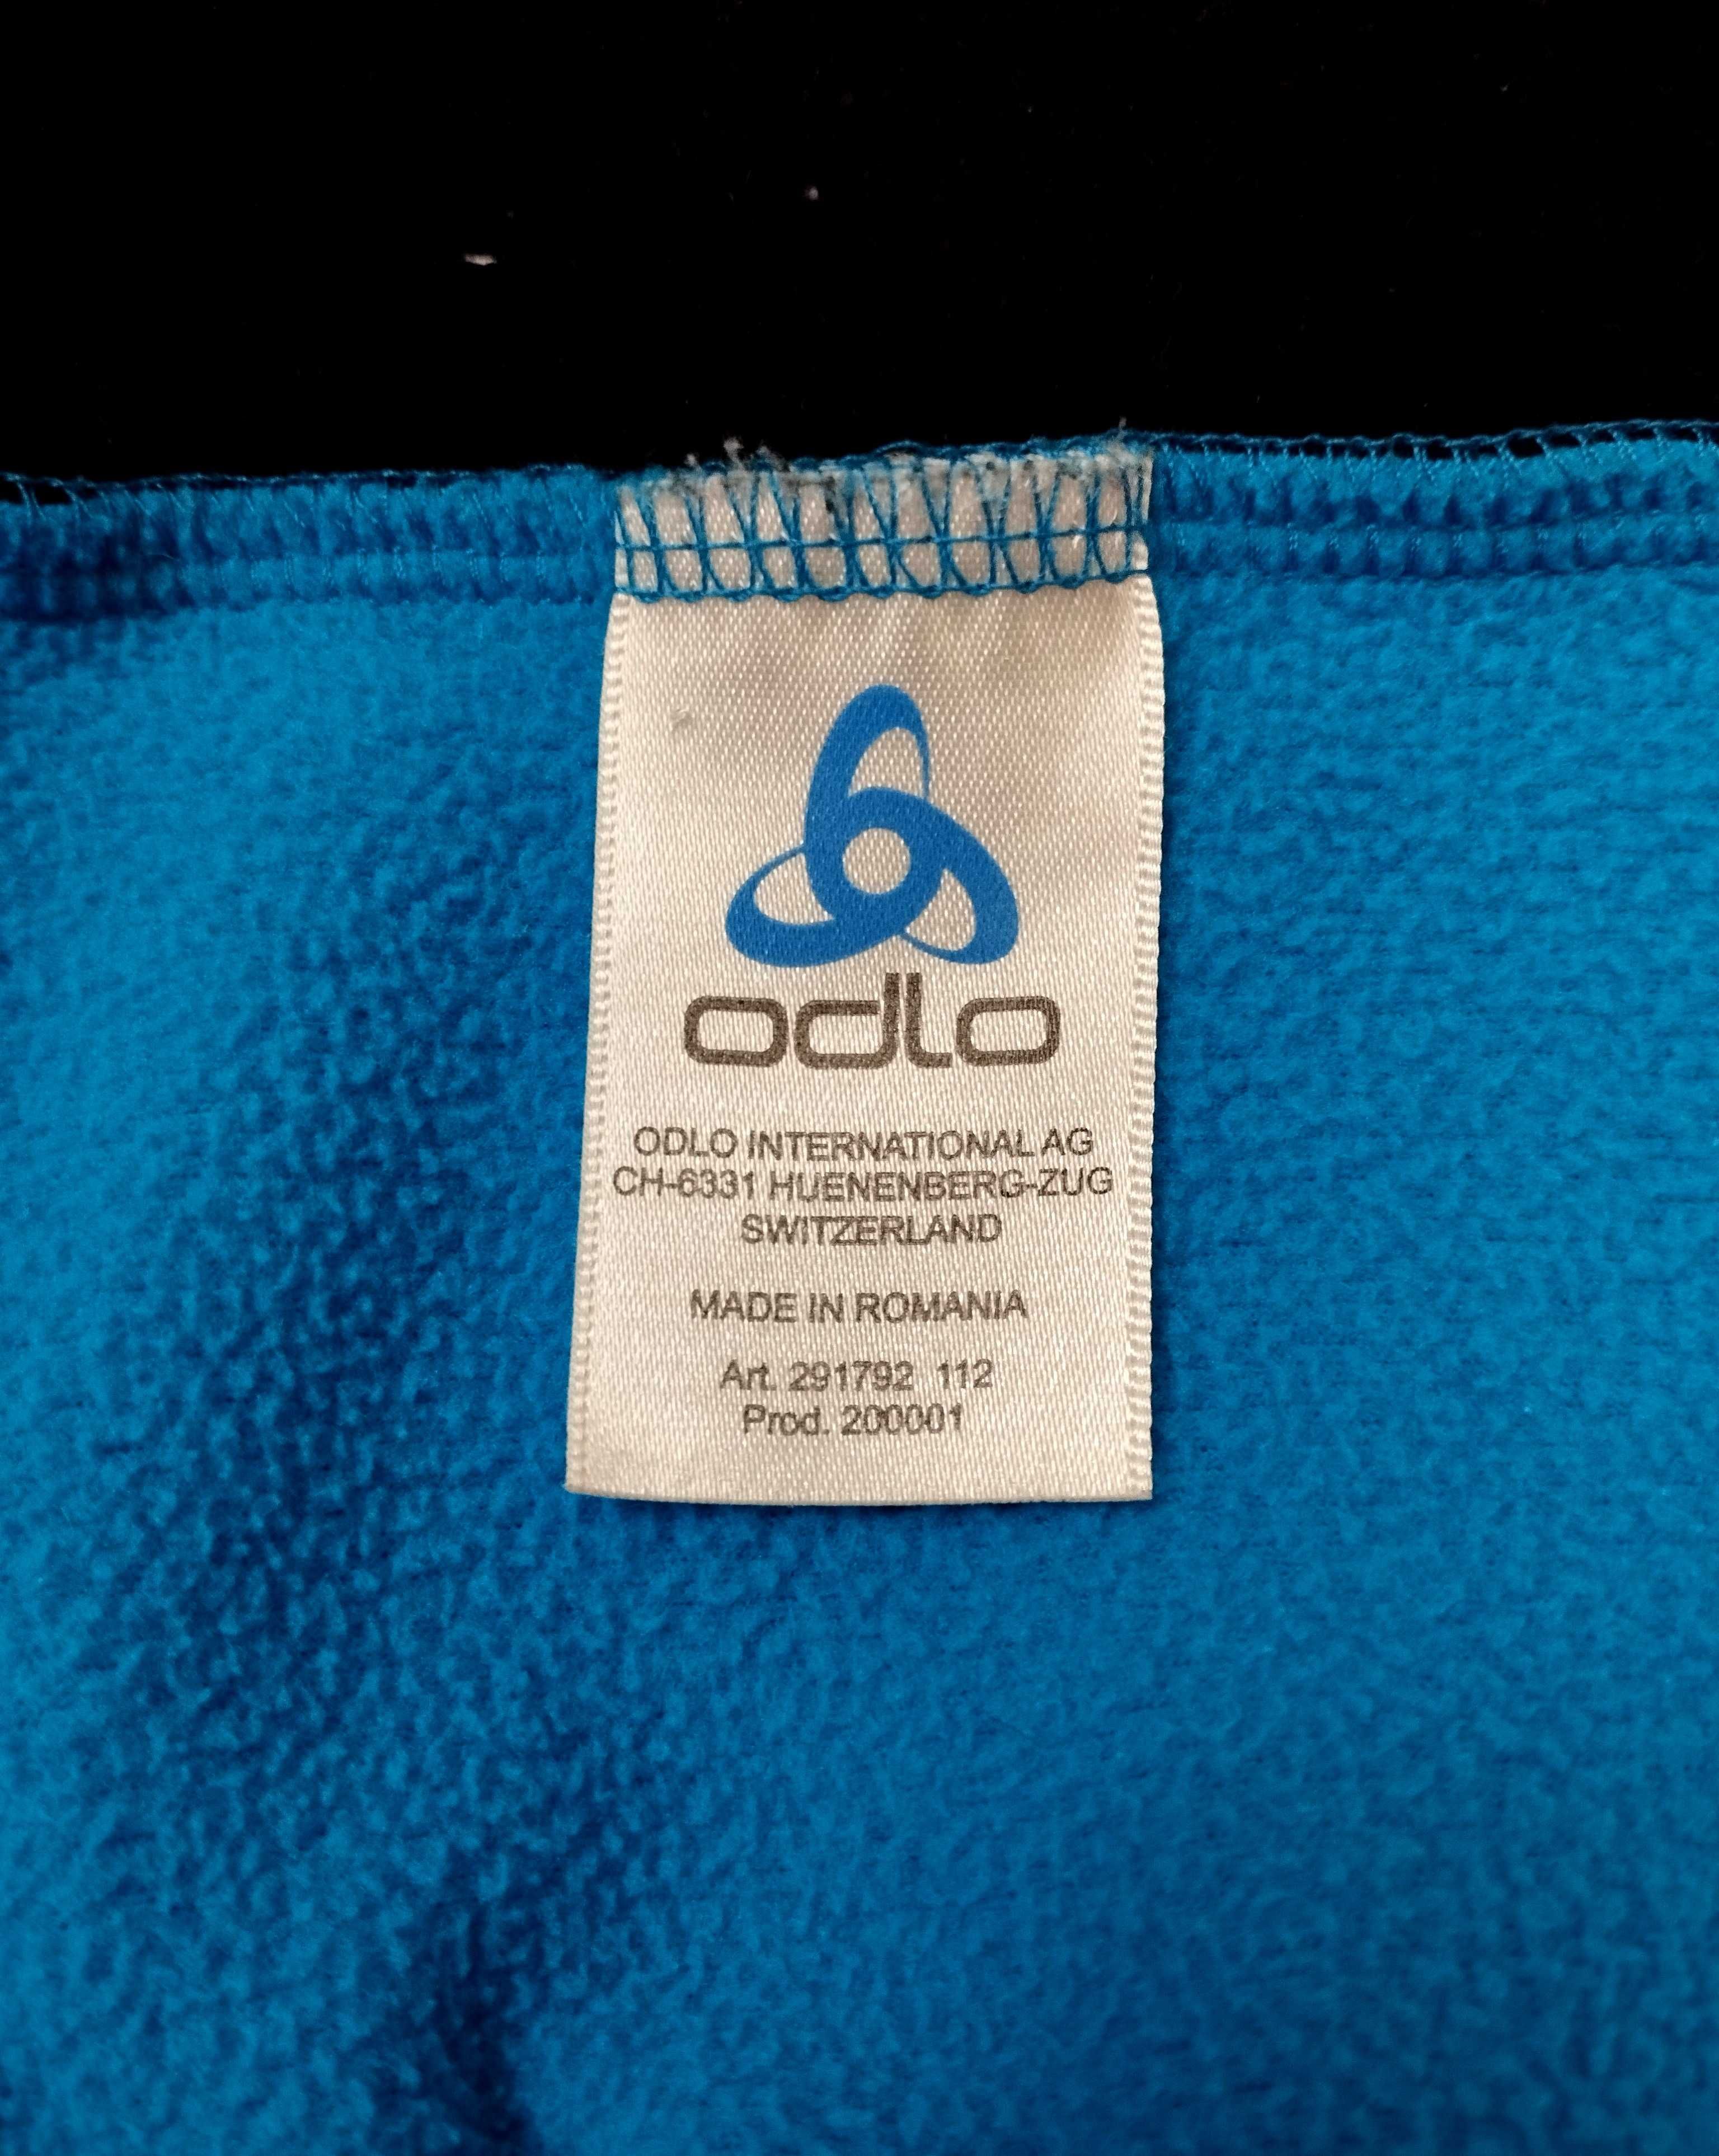 odlo
ODLO INTERNATIONAL AG
CH-6331 HUENENBERG-ZUG
SWITZERLAND
MADE IN ROMANIA
Art. 291792 112
Prod. 200001